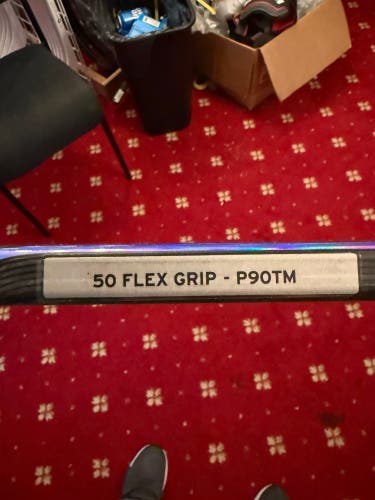 50 FLEX GRIP - P90TM